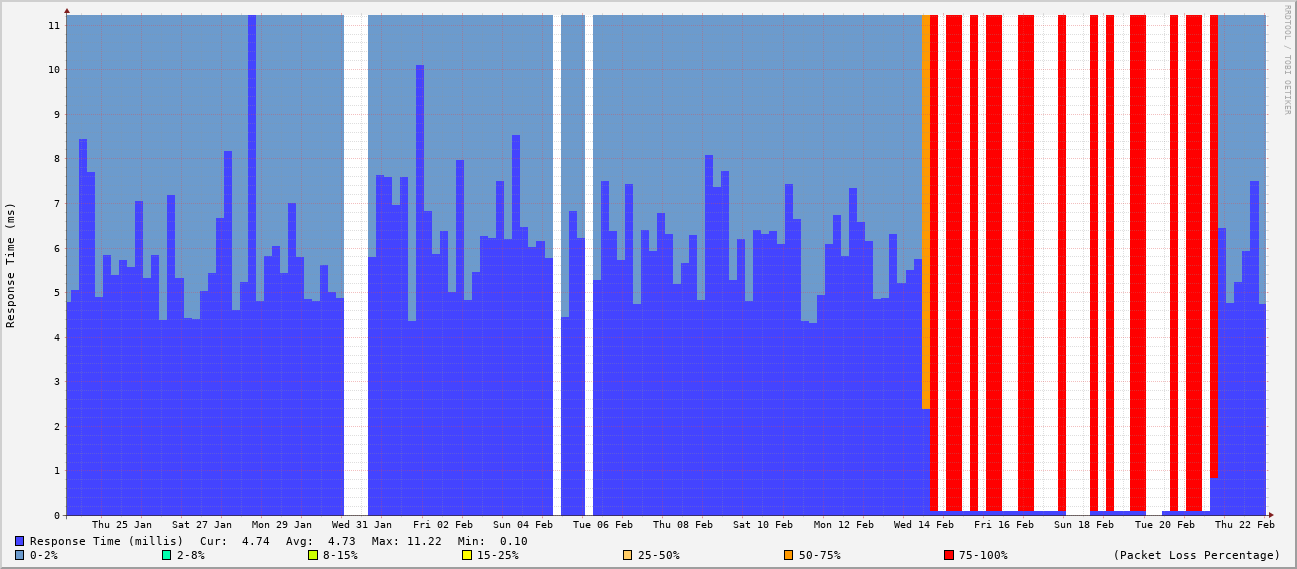 RRDTOOL / TOBI OETIKER
Response Time (ms)
11
10
9
8
7
6
5
4
3
2
1
0
Thu 25 Jan Sat 27 Jan Mon 29 Jan Wed 31 Jan Fri 02 Feb Sun 04 Feb Tue 06 Feb Thu 08 Feb Sat 10 Feb Mon 12 Feb Wed 14 Feb Fri 16 Feb Sun 18 Feb Tue 20 Feb Thu 22 Feb
Response Time (millis) Cur: 4.74 Avg: 4.73 Max: 11.22 Min: 0.10
0-2% 2-8% 8-15% 15-25% 25-50% 50-75% 75-100% (Packet Loss Percentage)